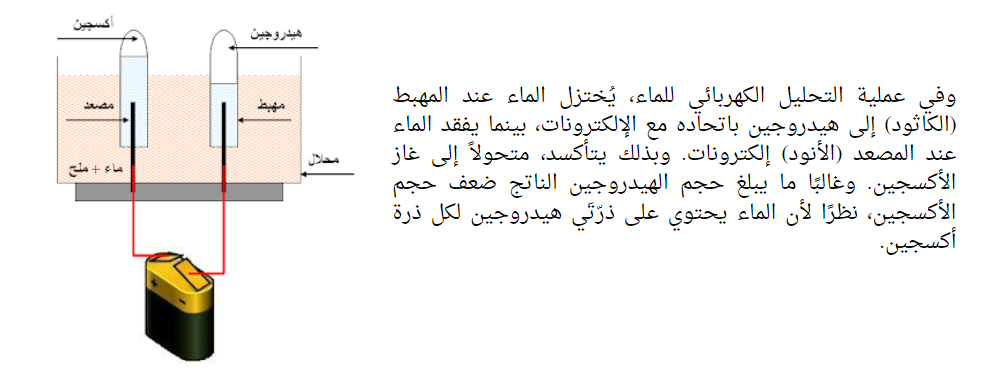 أكسجين
هيدروجين
مصعد
مهبط
ماء + ملح
محلال
+
−
وفي عملية التحليل الكهربائي للماء، يُختزل الماء عند المهبط
(الكاثود) إلى هيدروجين باتحاده مع الإلكترونات، بينما يفقد الماء
عند المصعد (الأنود) إلكترونات. وبذلك يتأكسد، متحولاً إلى غاز
الأكسجين. وغالبًا ما يبلغ حجم الهيدروجين الناتج ضعف حجم
الأكسجين، نظرًا لأن الماء يحتوي على ذرّتَي هيدروجين لكل ذرة
أكسجين.